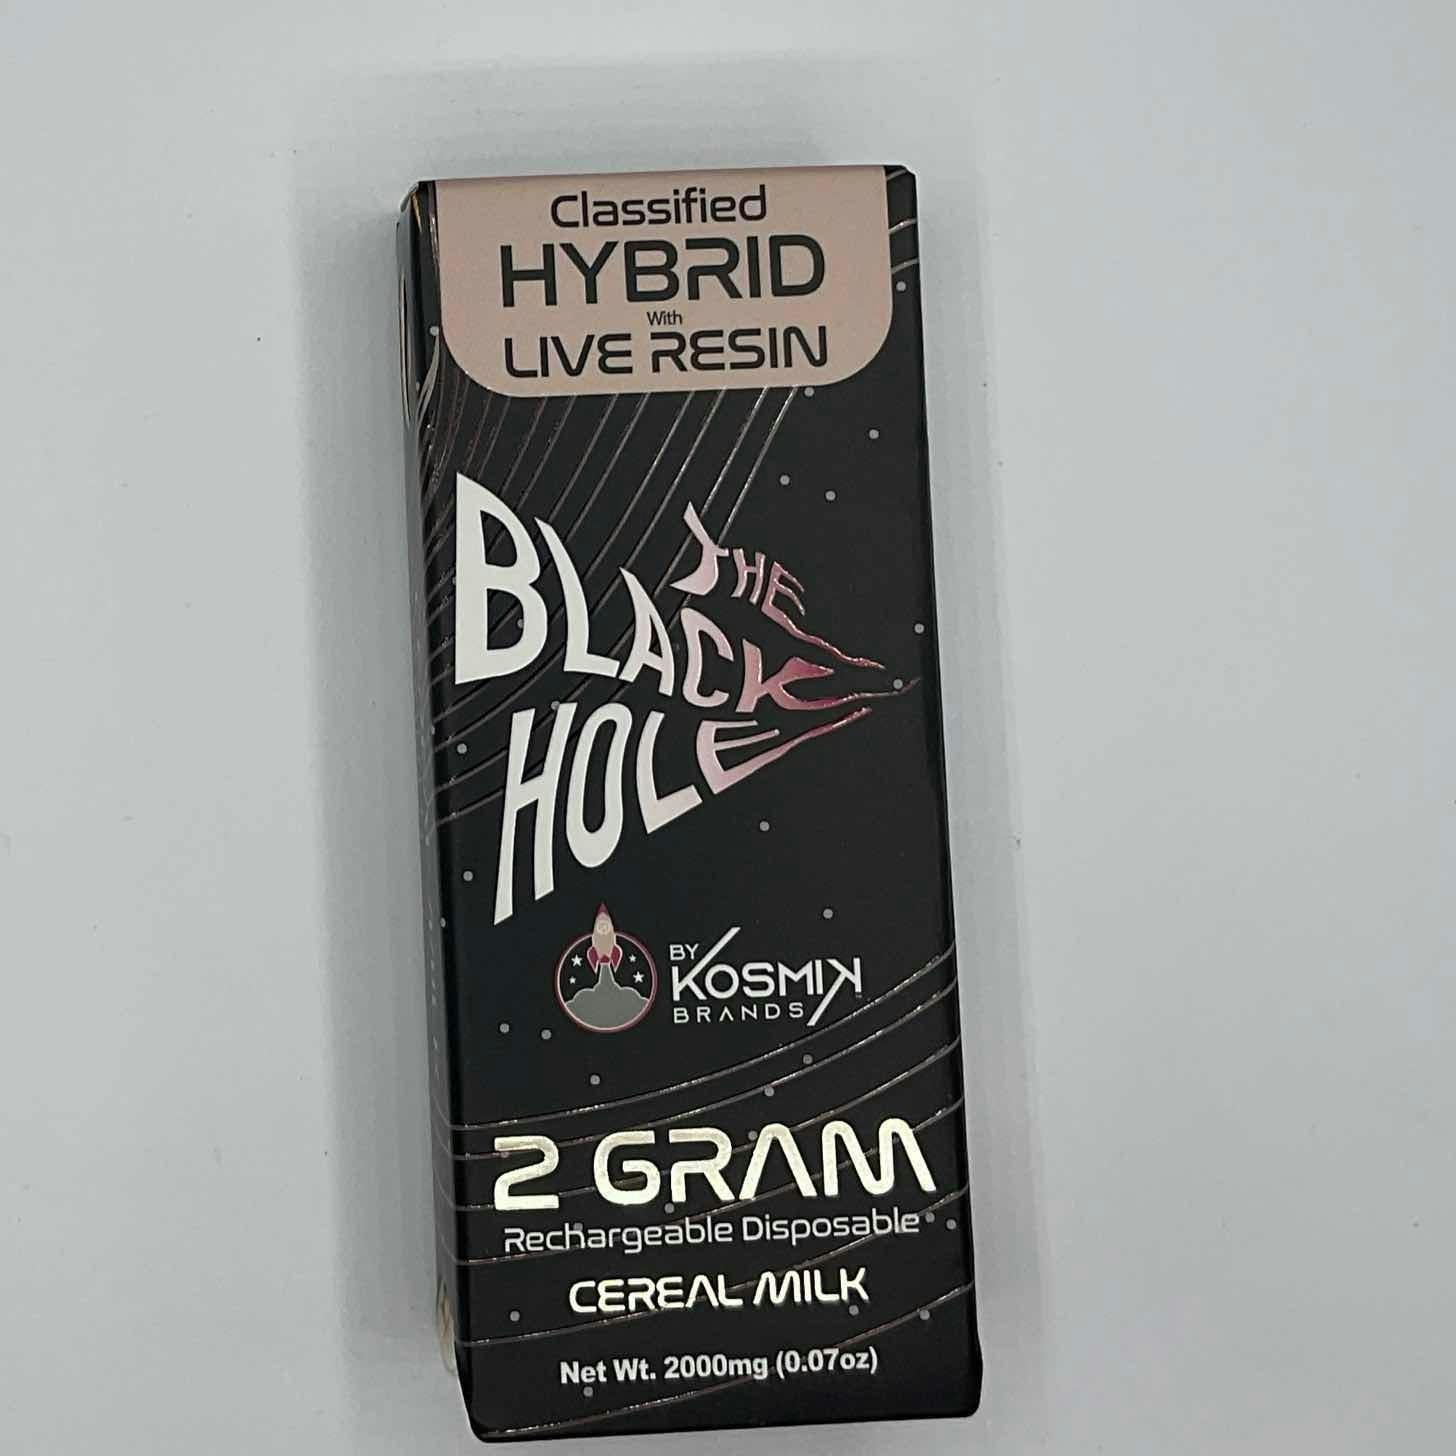 Classified
HYBRID
With
LIVE RESIN
THE
BLACK
HOLE
BY
KOSMIK
BRANDS
2 GRAM
Rechargeable Disposable
CEREAL MILK
Net Wt. 2000mg (0.07oz)